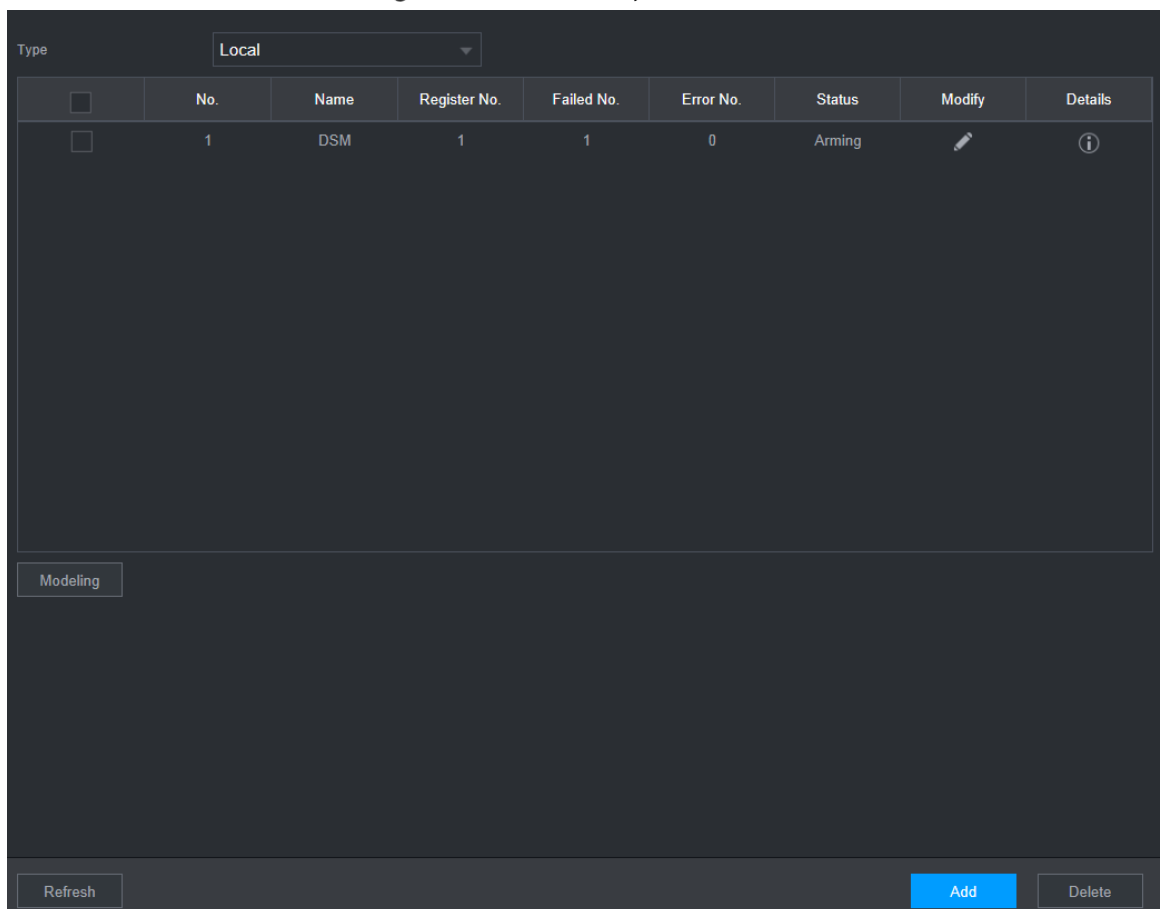 Type Local
No. Name Register No. Failed No. Error No. Status Modify Details
1 DSM 1 1 0 Arming
Modeling
Refresh Add Delete